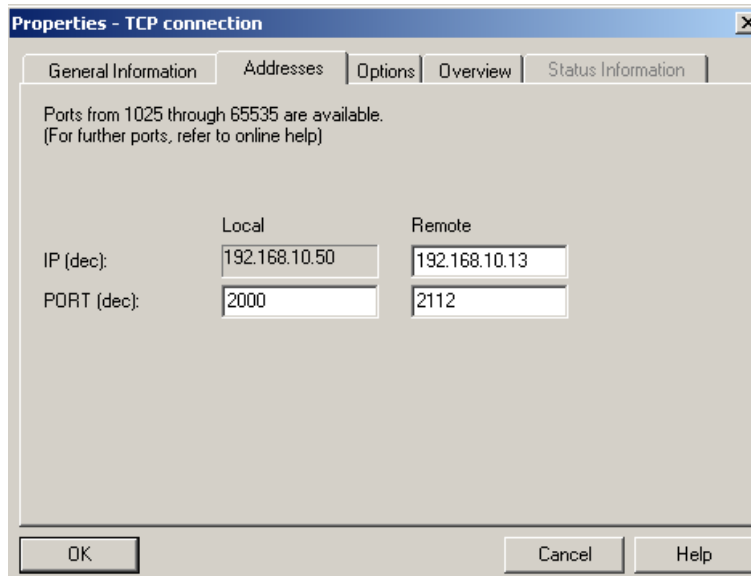 Properties - TCP connection
General Information Addresses Options Overview Status Information
Ports from 1025 through 65535 are available.
(For further ports, refer to online help)
Local Remote
IP (dec): 192.168.10.50 192.168.10.13
PORT (dec): 2000 2112
OK Cancel Help